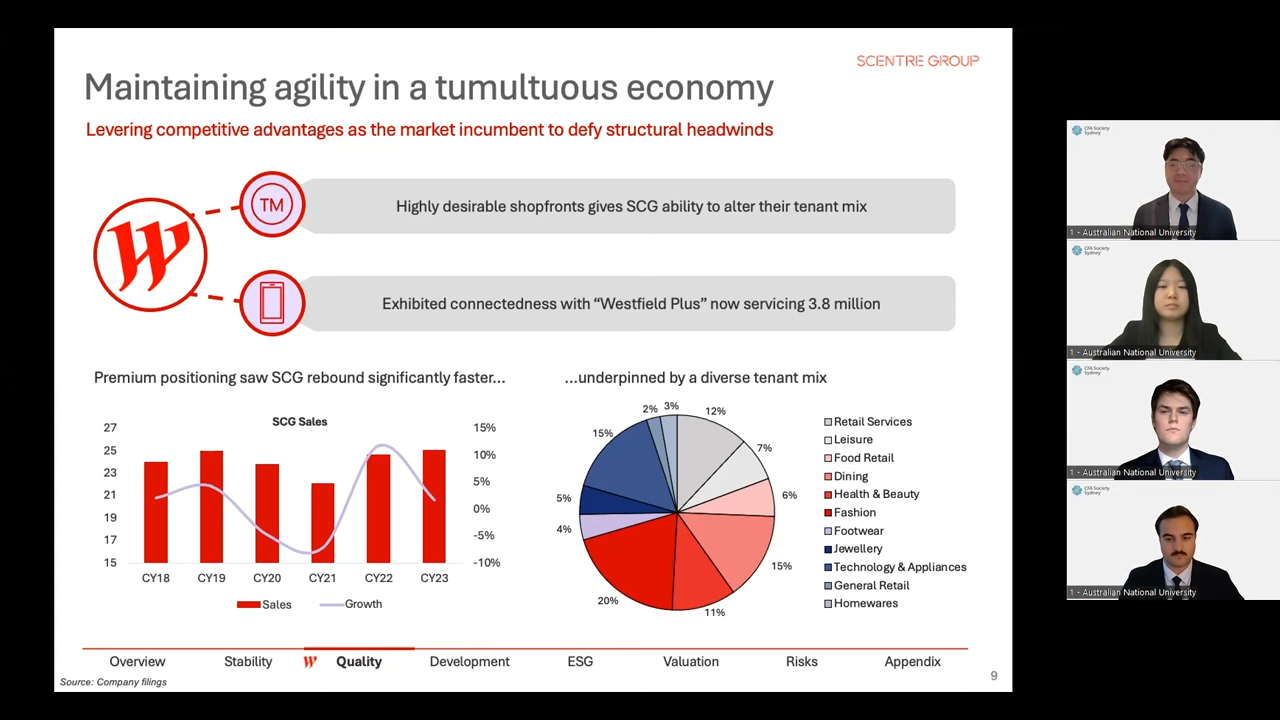 SCENTRE GROUP
Maintaining agility in a tumultuous economy
Levering competitive advantages as the market incumbent to defy structural headwinds
W
TM
Highly desirable shopfronts gives SCG ability to alter their tenant mix
Exhibited connectedness with “Westfield Plus” now servicing 3.8 million
Premium positioning saw SCG rebound significantly faster...
SCG Sales
27
25
23
21
19
17
15
15%
10%
5%
0%
-5%
-10%
CY18 CY19 CY20 CY21 CY22 CY23
Sales Growth
...underpinned by a diverse tenant mix
2% 3% 12%
15% 7%
5% 6%
4% 15%
20% 11%
Retail Services
Leisure
Food Retail
Dining
Health & Beauty
Fashion
Footwear
Jewellery
Technology & Appliances
General Retail
Homewares
Overview Stability W Quality Development ESG Valuation Risks Appendix
Source: Company filings
9
CFA Society
Sydney
1 - Australian National University
CFA Society
Sydney
1 - Australian National University
CFA Society
Sydney
1 - Australian National University
CFA Society
Sydney
1 - Australian National University